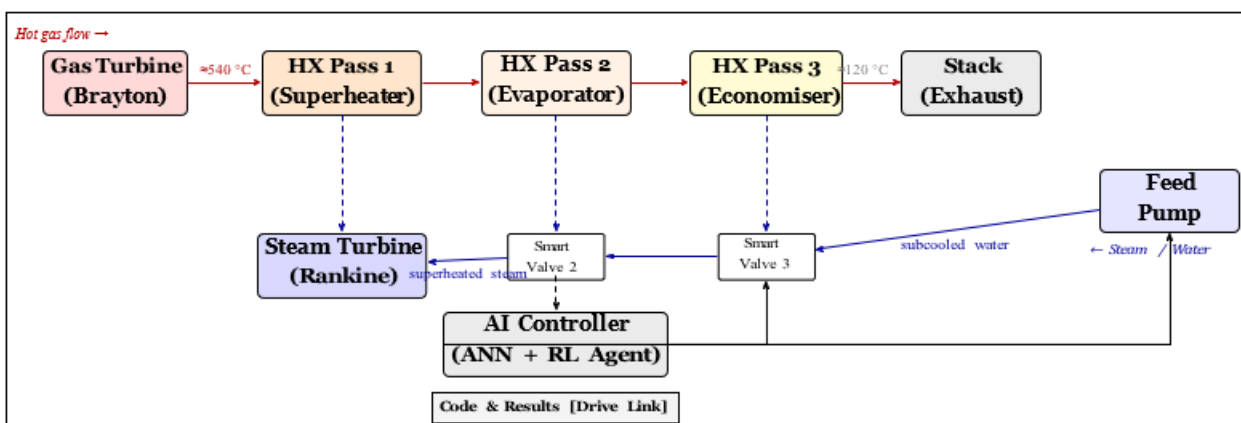 Hot gas flow →
Gas Turbine
(Brayton)
≈540 °C
HX Pass 1
(Superheater)
HX Pass 2
(Evaporator)
HX Pass 3
(Economiser)
≈120 °C
Stack
(Exhaust)
Feed
Pump
← Steam / Water
subcooled water
Smart
Valve 3
Smart
Valve 2
superheated steam
Steam Turbine
(Rankine)
AI Controller
(ANN + RL Agent)
Code & Results [Drive Link]